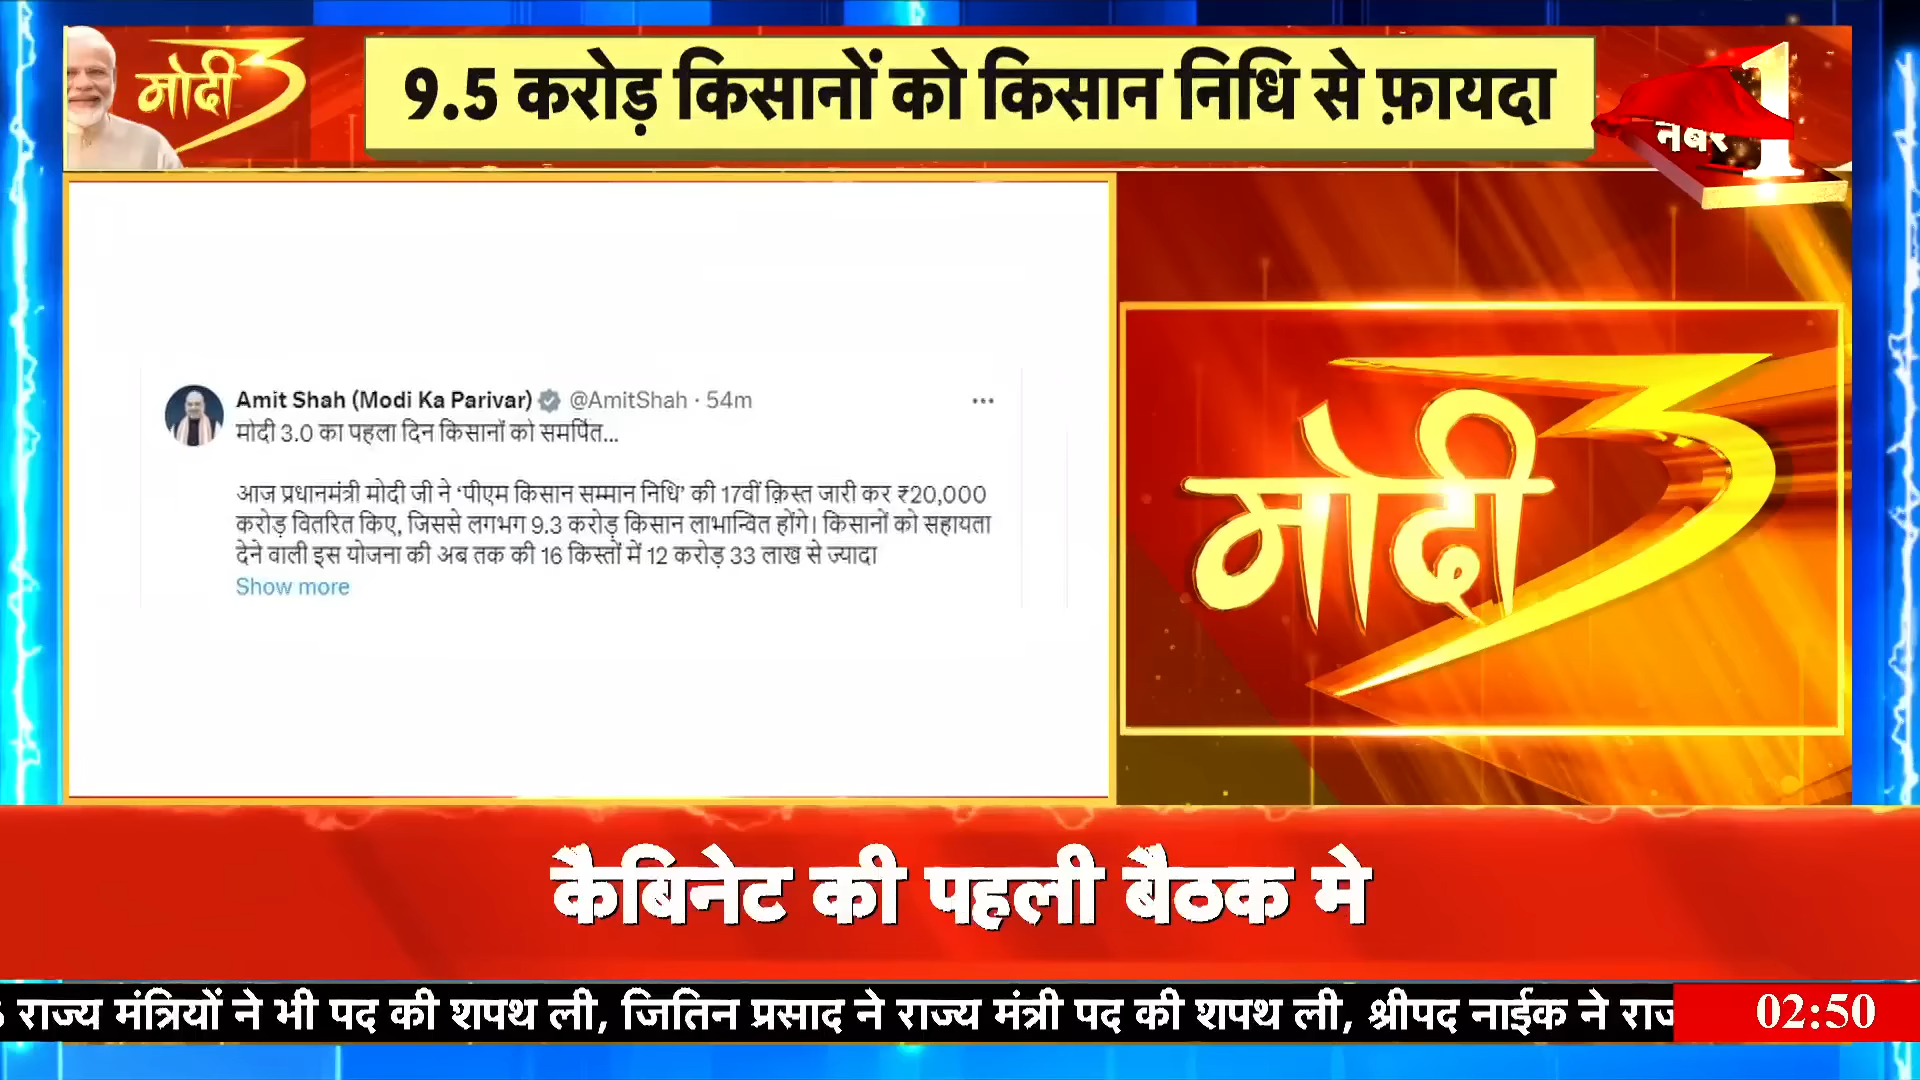 मोदी 3
9.5 करोड़ किसानों को किसान निधि से फ़ायदा
नंबर 1
Amit Shah (Modi Ka Parivar) @AmitShah · 54m
मोदी 3.0 का पहला दिन किसानों को समर्पित...
आज प्रधानमंत्री मोदी जी ने ‘पीएम किसान सम्मान निधि’ की 17वीं क़िस्त जारी कर ₹20,000
करोड़ वितरित किए, जिससे लगभग 9.3 करोड़ किसान लाभान्वित होंगे। किसानों को सहायता
देने वाली इस योजना की अब तक की 16 किस्तों में 12 करोड़ 33 लाख से ज्यादा
Show more
मोदी 3
कैबिनेट की पहली बैठक मे
राज्य मंत्रियों ने भी पद की शपथ ली, जितिन प्रसाद ने राज्य मंत्री पद की शपथ ली, श्रीपद नाईक ने
02:50